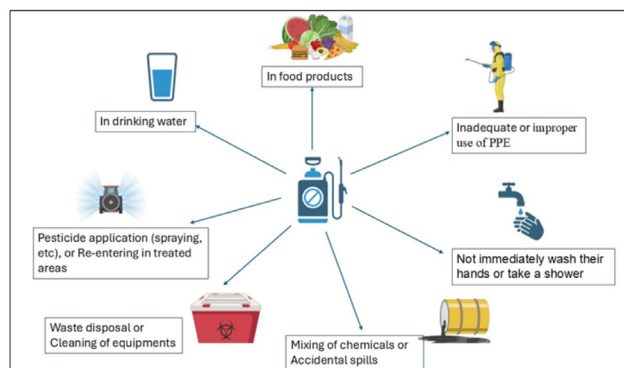 In food products
In drinking water
Inadequate or improper
use of PPE
Pesticide application (spraying,
etc), or Re-entering in treated
areas
Not immediately wash their
hands or take a shower
Waste disposal or
Cleaning of equipments
Mixing of chemicals or
Accidental spills